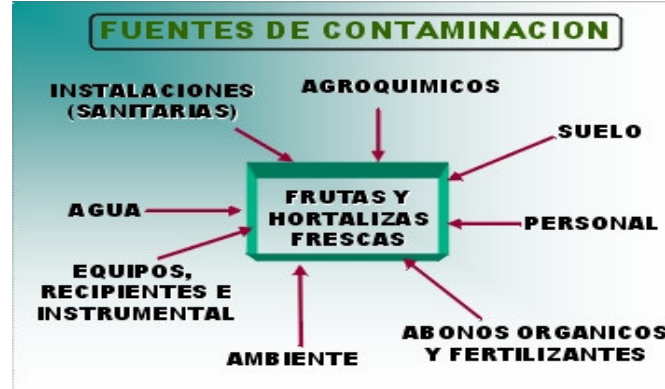 FUENTES DE CONTAMINACION
INSTALACIONES
(SANITARIAS)
AGROQUIMICOS
SUELO
AGUA
FRUTAS Y
HORTALIZAS
FRESCAS
PERSONAL
EQUIPOS,
RECIPIENTES E
INSTRUMENTAL
AMBIENTE
ABONOS ORGANICOS
Y FERTILIZANTES